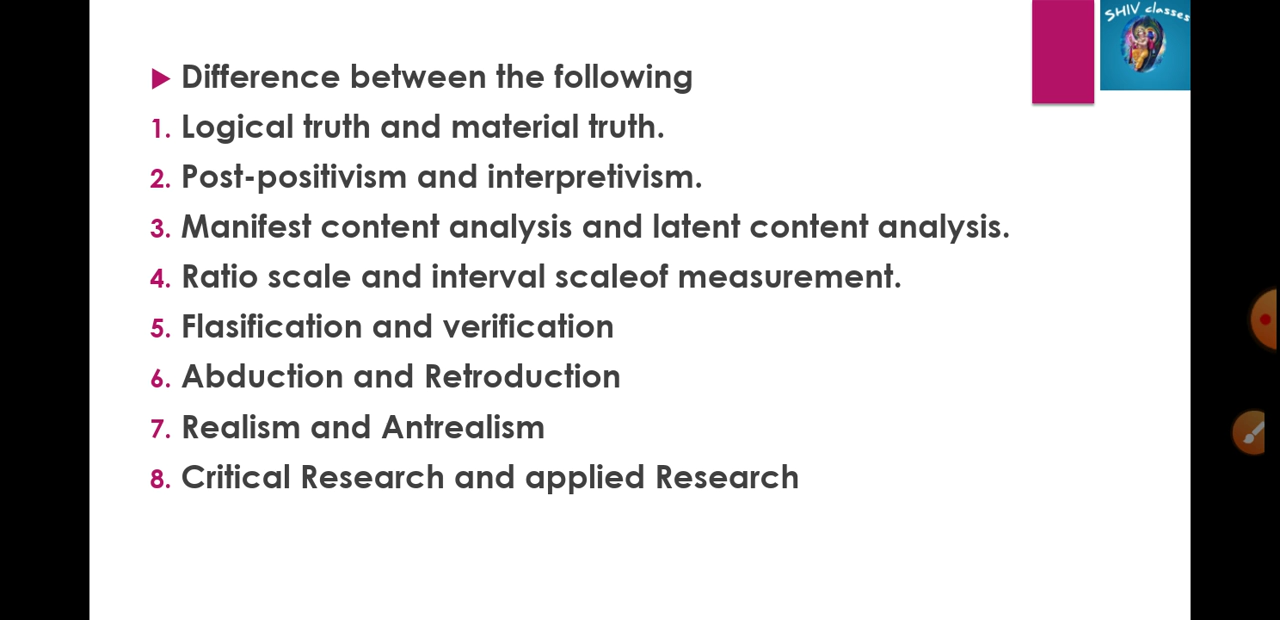 SHIV classes
▶ Difference between the following
1. Logical truth and material truth.
2. Post-positivism and interpretivism.
3. Manifest content analysis and latent content analysis.
4. Ratio scale and interval scaleof measurement.
5. Flasification and verification
6. Abduction and Retroduction
7. Realism and Antrealism
8. Critical Research and applied Research